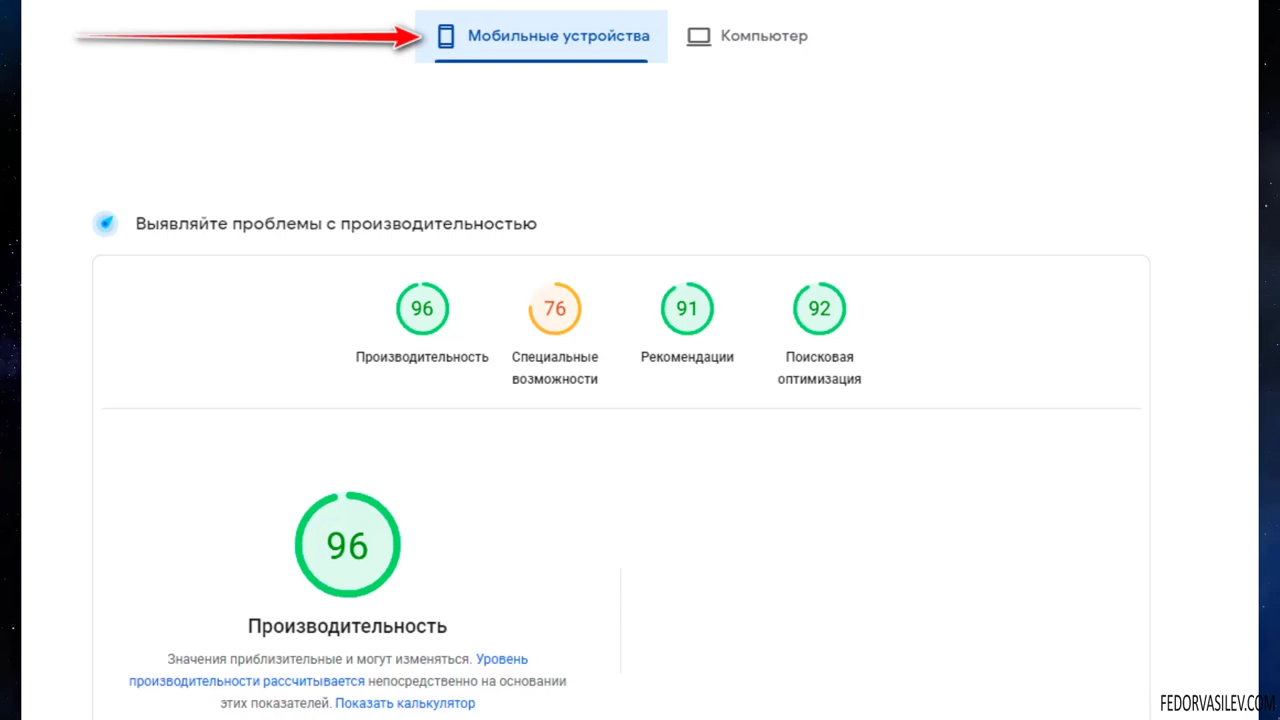 Мобильные устройства
Компьютер
Выявляйте проблемы с производительностью
96
76
91
92
Производительность
Специальные
возможности
Рекомендации
Поисковая
оптимизация
96
Производительность
Значения приблизительные и могут изменяться. Уровень
производительности рассчитывается непосредственно на основании
этих показателей. Показать калькулятор
FEDORVASILEV.COM